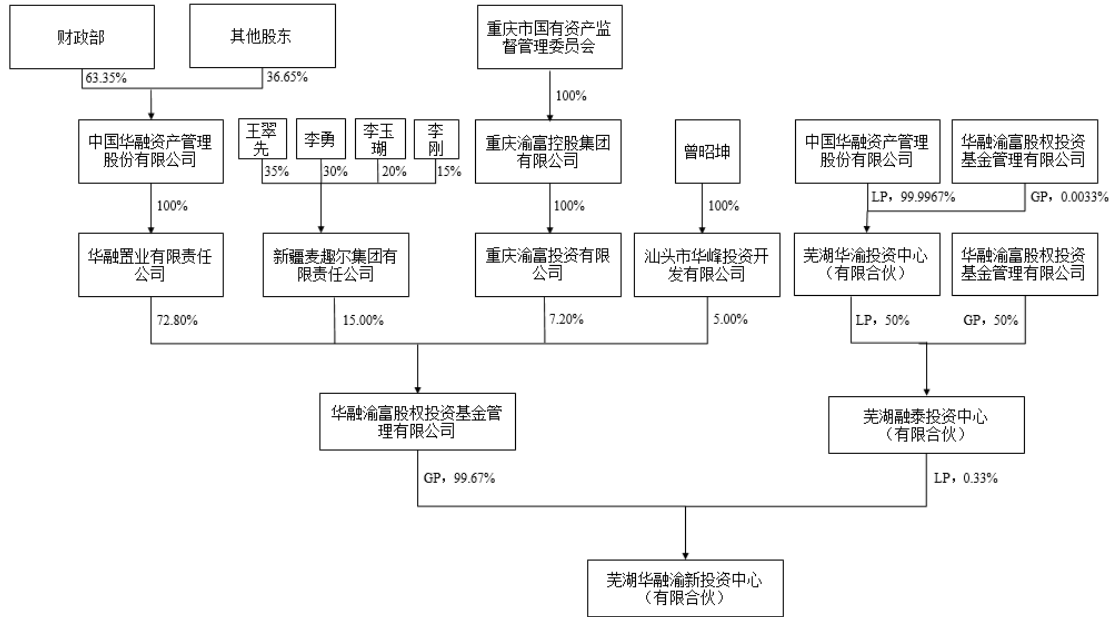 财政部
其他股东
重庆市国有资产监
督管理委员会
63.35%
36.65%
100%
中国华融资产管理
股份有限公司
王翠
先
李勇
李玉
瑚
李
刚
重庆渝富控股集团
有限公司
曾昭坤
中国华融资产管理
股份有限公司
华融渝富股权投资
基金管理有限公司
35%
30%
20%
15%
100%
100%
100%
LP，99.9967%
GP，0.0033%
华融置业有限责任
公司
新疆麦趣尔集团有
限责任公司
重庆渝富投资有限
公司
汕头市华峰投资开
发有限公司
芜湖华渝投资中心
（有限合伙）
华融渝富股权投资
基金管理有限公司
72.80%
15.00%
7.20%
5.00%
LP，50%
GP，50%
华融渝富股权投资基金管
理有限公司
芜湖融泰投资中心
（有限合伙）
GP，99.67%
LP，0.33%
芜湖华融渝新投资中心
（有限合伙）